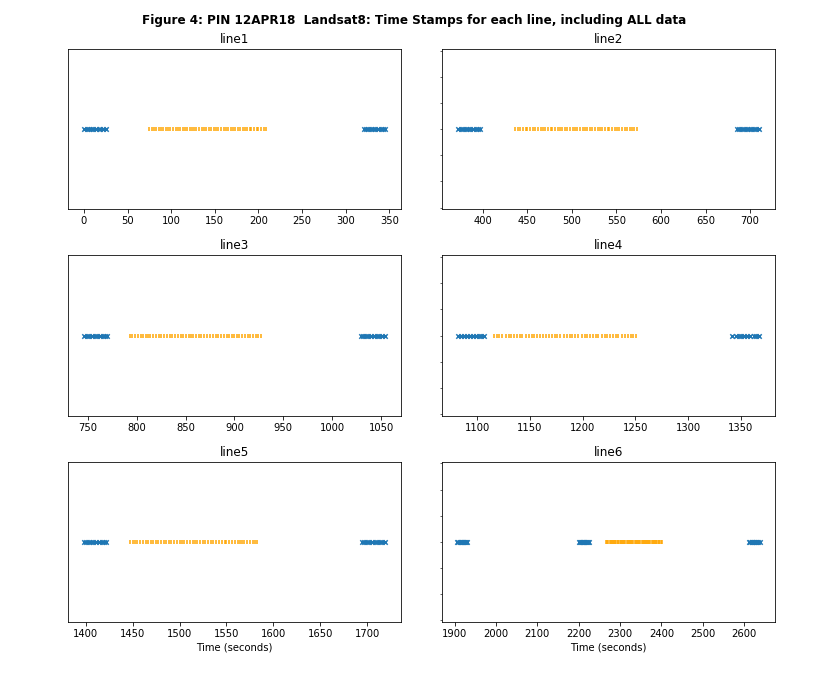 Figure 4: PIN 12APR18  Landsat8: Time Stamps for each line, including ALL data
line1
line2
0 50 100 150 200 250 300 350
400 450 500 550 600 650 700
line3
line4
750 800 850 900 950 1000 1050
1100 1150 1200 1250 1300 1350
line5
line6
1400 1450 1500 1550 1600 1650 1700
1900 2000 2100 2200 2300 2400 2500 2600
Time (seconds)
Time (seconds)